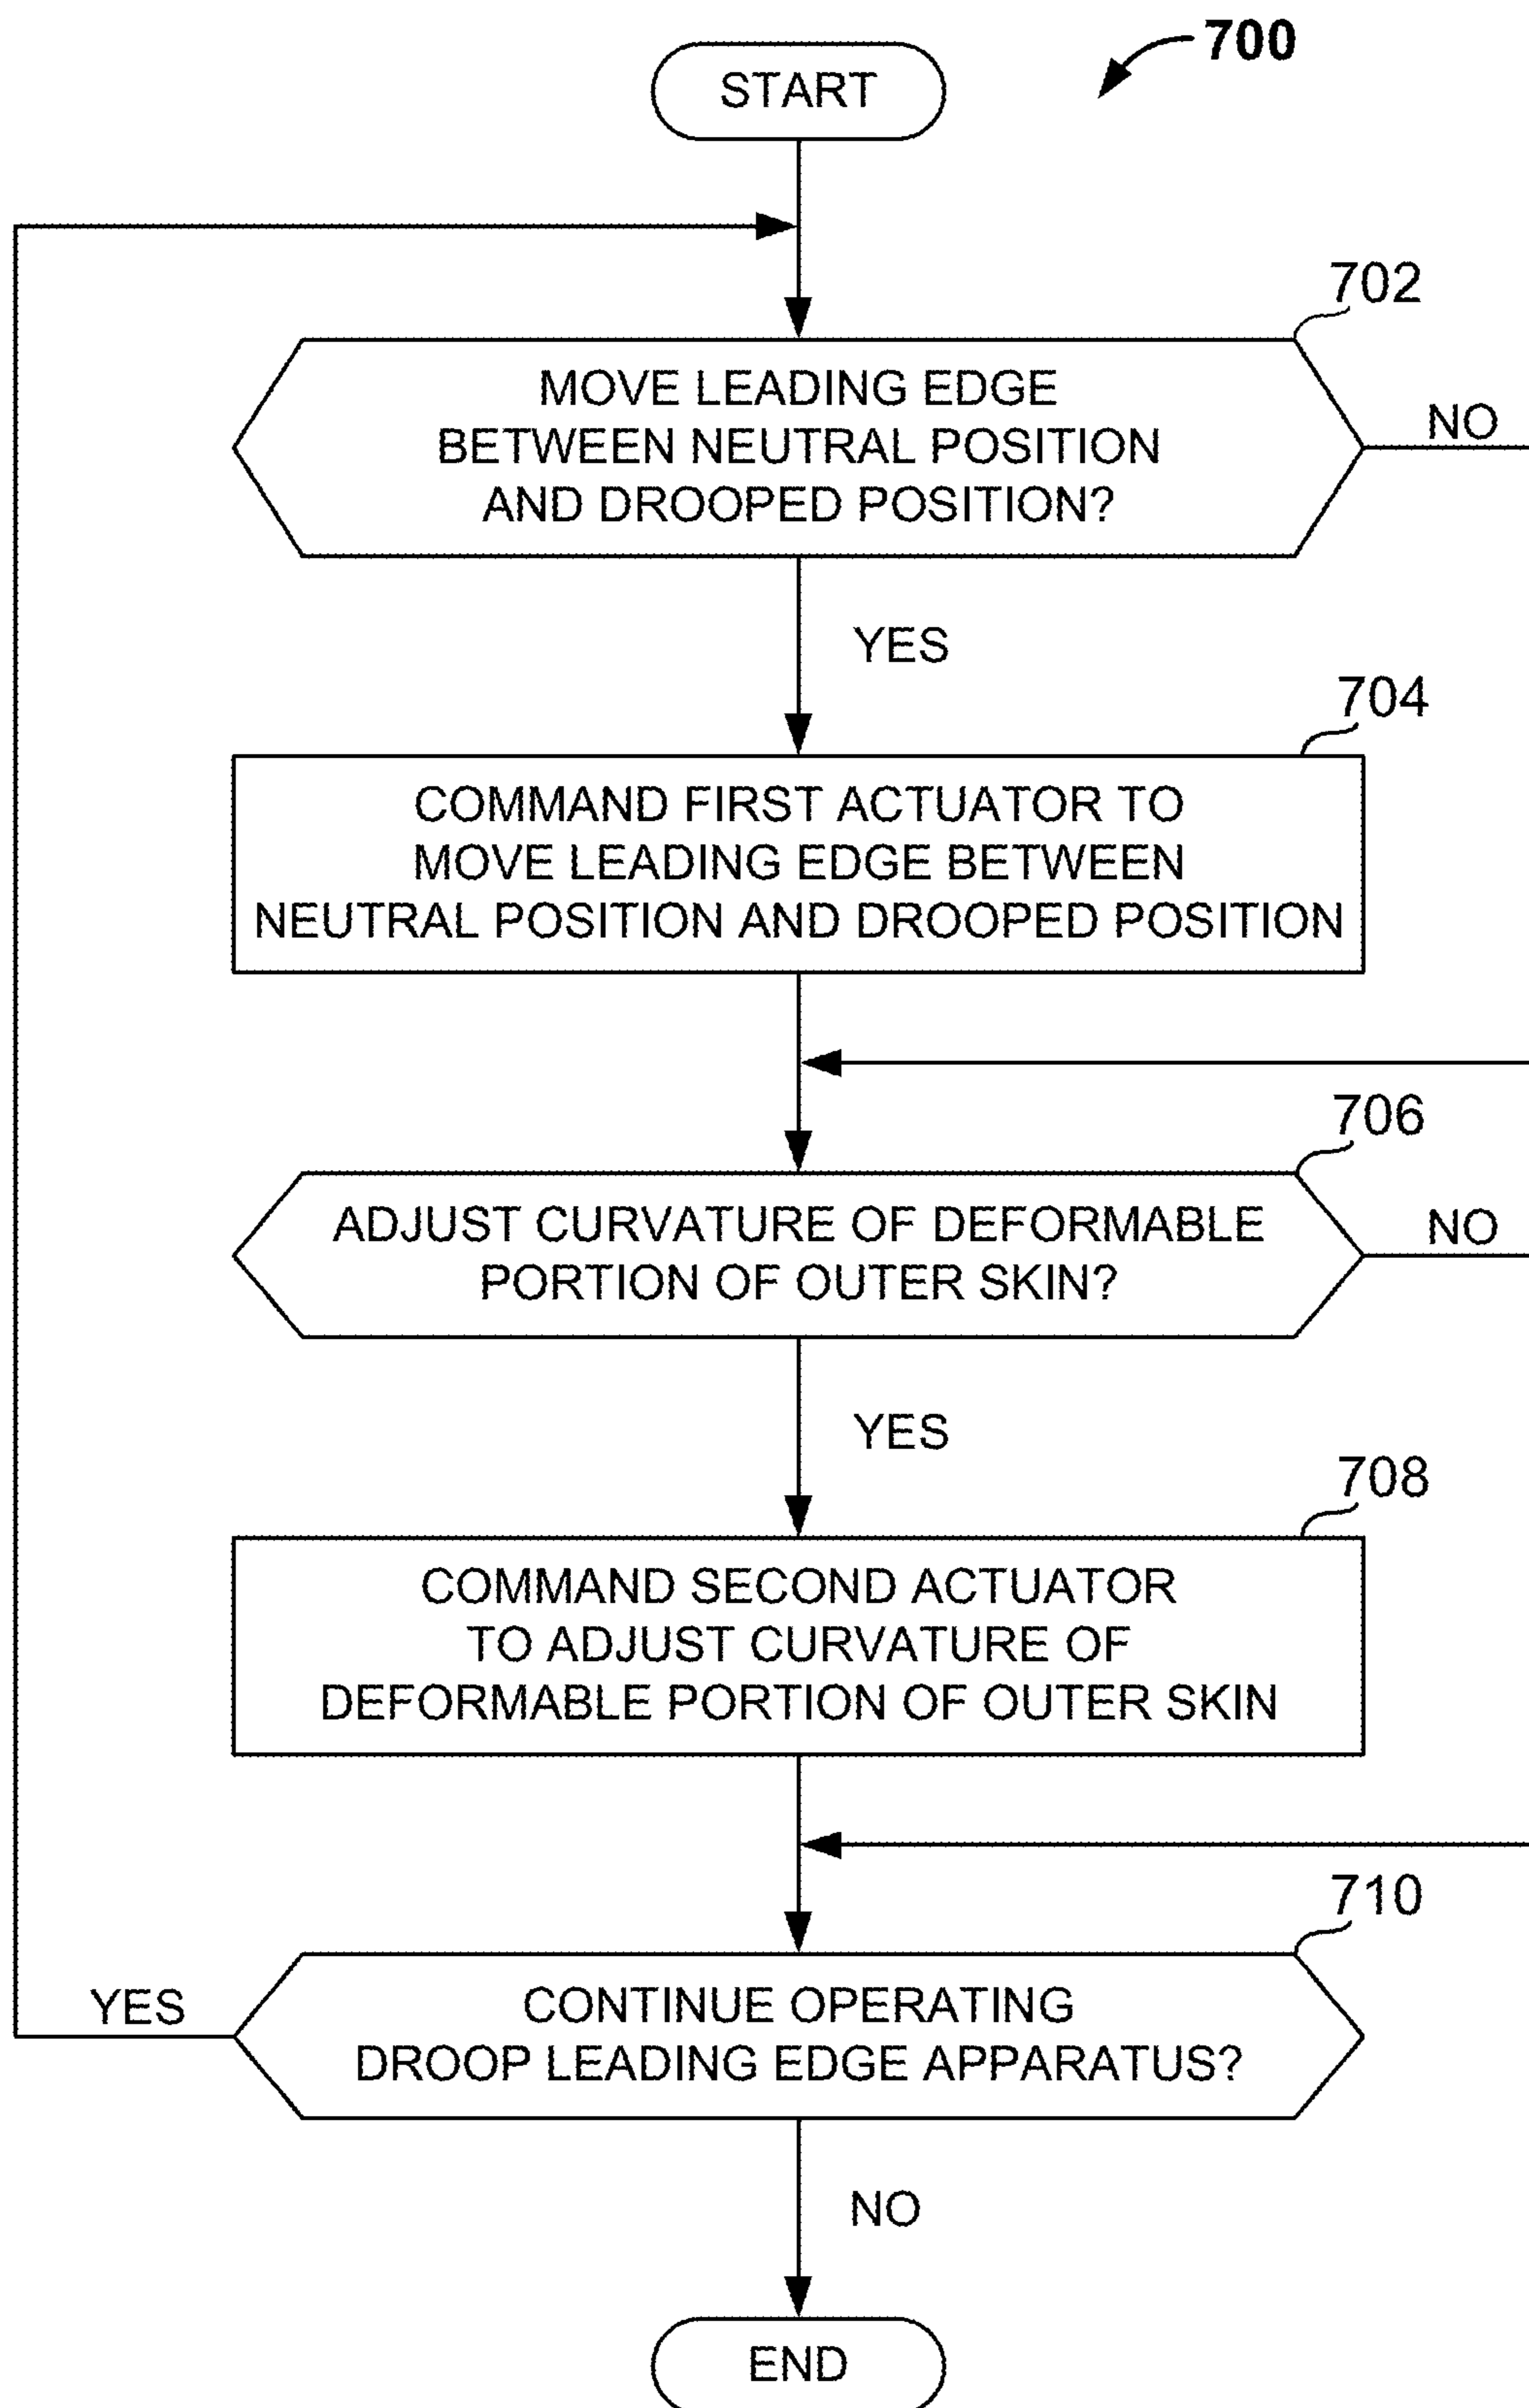 700
START
702
MOVE LEADING EDGE
BETWEEN NEUTRAL POSITION
AND DROOPED POSITION?
NO
YES
704
COMMAND FIRST ACTUATOR TO
MOVE LEADING EDGE BETWEEN
NEUTRAL POSITION AND DROOPED POSITION
706
ADJUST CURVATURE OF DEFORMABLE
PORTION OF OUTER SKIN?
NO
YES
708
COMMAND SECOND ACTUATOR
TO ADJUST CURVATURE OF
DEFORMABLE PORTION OF OUTER SKIN
710
YES
CONTINUE OPERATING
DROOP LEADING EDGE APPARATUS?
NO
END